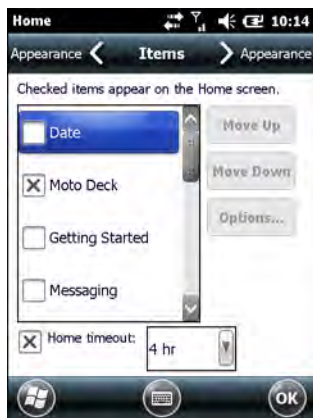 Home 10:14
Appearance Items Appearance
Checked items appear on the Home screen.
Date
Moto Deck
Getting Started
Messaging
Move Up
Move Down
Options...
Home timeout: 4 hr
OK